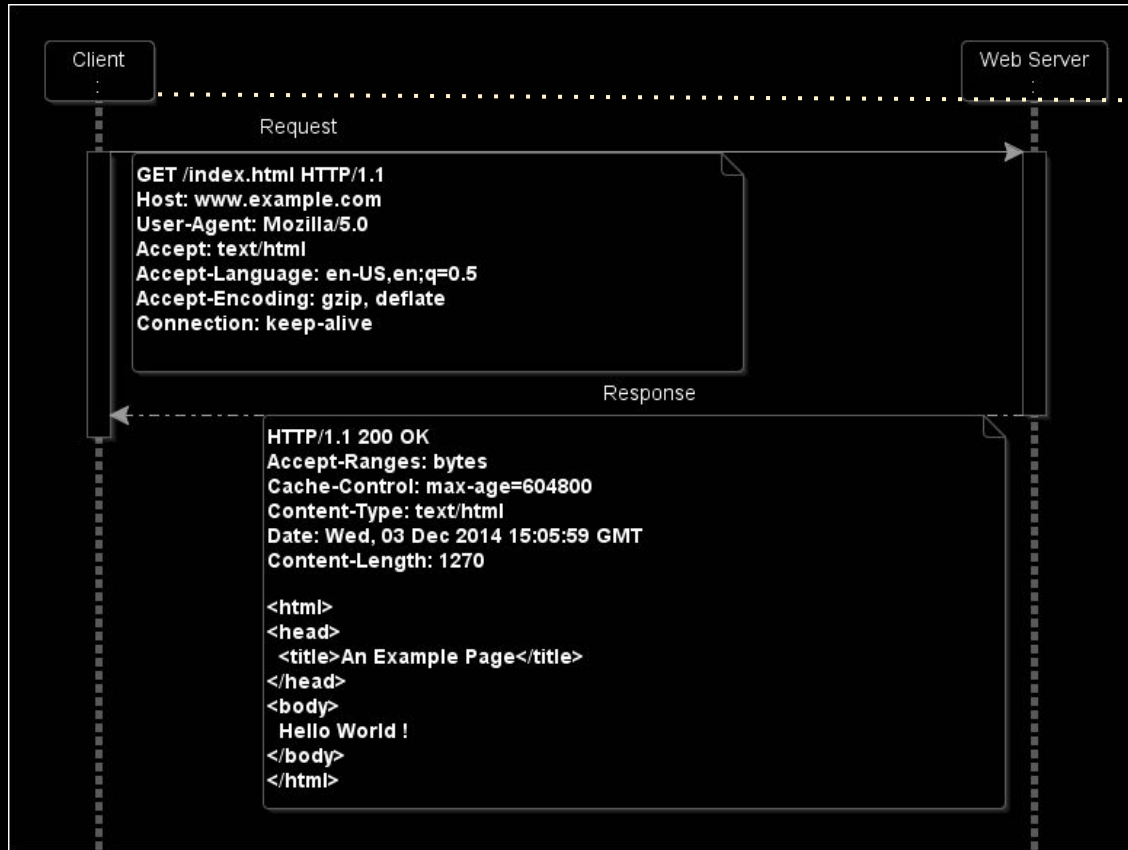 Client
:
Web Server
:
Request
GET /index.html HTTP/1.1
Host: www.example.com
User-Agent: Mozilla/5.0
Accept: text/html
Accept-Language: en-US,en;q=0.5
Accept-Encoding: gzip, deflate
Connection: keep-alive
Response
HTTP/1.1 200 OK
Accept-Ranges: bytes
Cache-Control: max-age=604800
Content-Type: text/html
Date: Wed, 03 Dec 2014 15:05:59 GMT
Content-Length: 1270

<html>
<head>
  <title>An Example Page</title>
</head>
<body>
  Hello World !
</body>
</html>